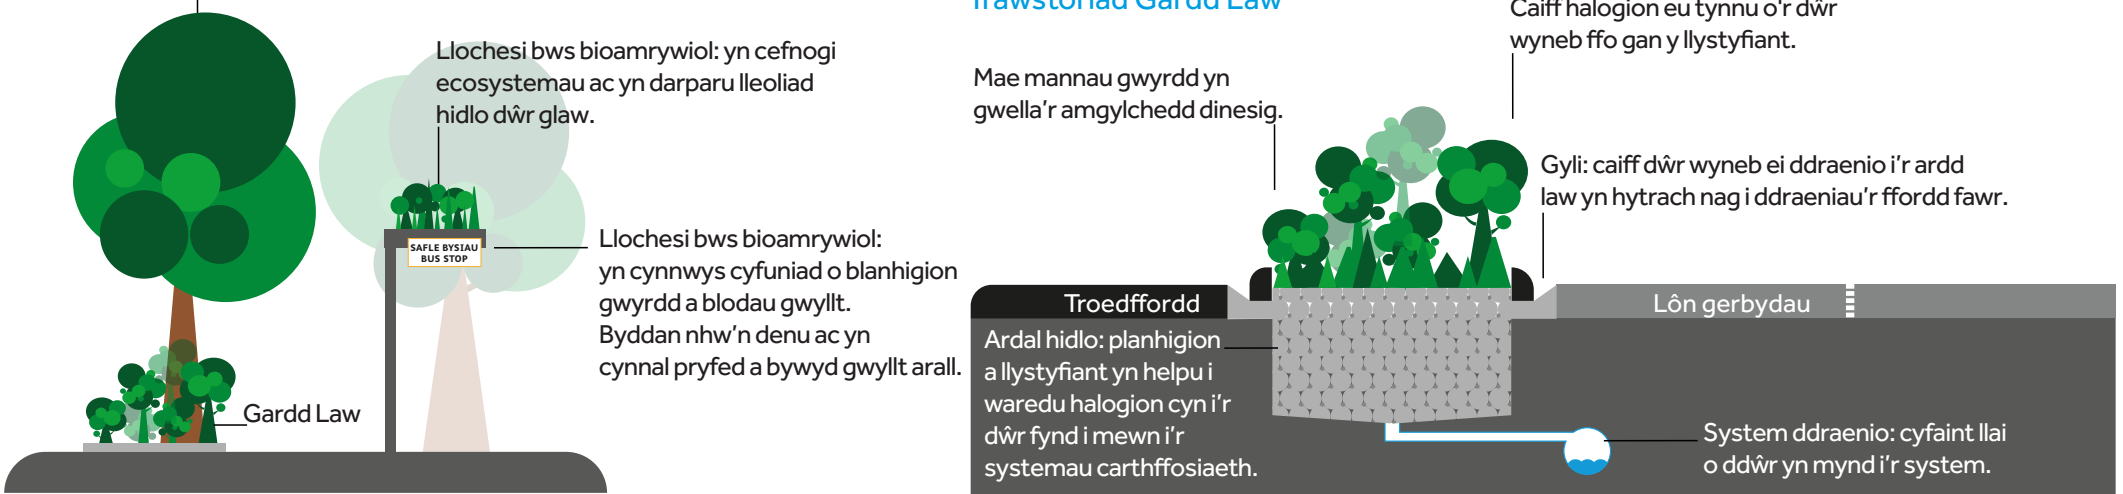 Llochesi bws bioamrywiol: yn cefnogi
ecosystemau ac yn darparu lleoliad
hidlo dŵr glaw.
SAFLE BYSIAU
BUS STOP
Llochesi bws bioamrywiol:
yn cynnwys cyfuniad o blanhigion
gwyrdd a blodau gwyllt.
Byddan nhw'n denu ac yn
cynnal pryfed a bywyd gwyllt arall.
Gardd Law
Trawstoriad Gardd Law
Mae mannau gwyrdd yn
gwella'r amgylchedd dinesig.
Caiff halogion eu tynnu o'r dŵr
wyneb ffo gan y llystyfiant.
Gyli: caiff dŵr wyneb ei ddraenio i'r ardd
law yn hytrach nag i ddraeniau'r ffordd fawr.
Troedffordd
Lôn gerbydau
Ardal hidlo: planhigion
a llystyfiant yn helpu i
waredu halogion cyn i'r
dŵr fynd i mewn i'r
systemau carthffosiaeth.
System ddraenio: cyfaint llai
o ddŵr yn mynd i'r system.